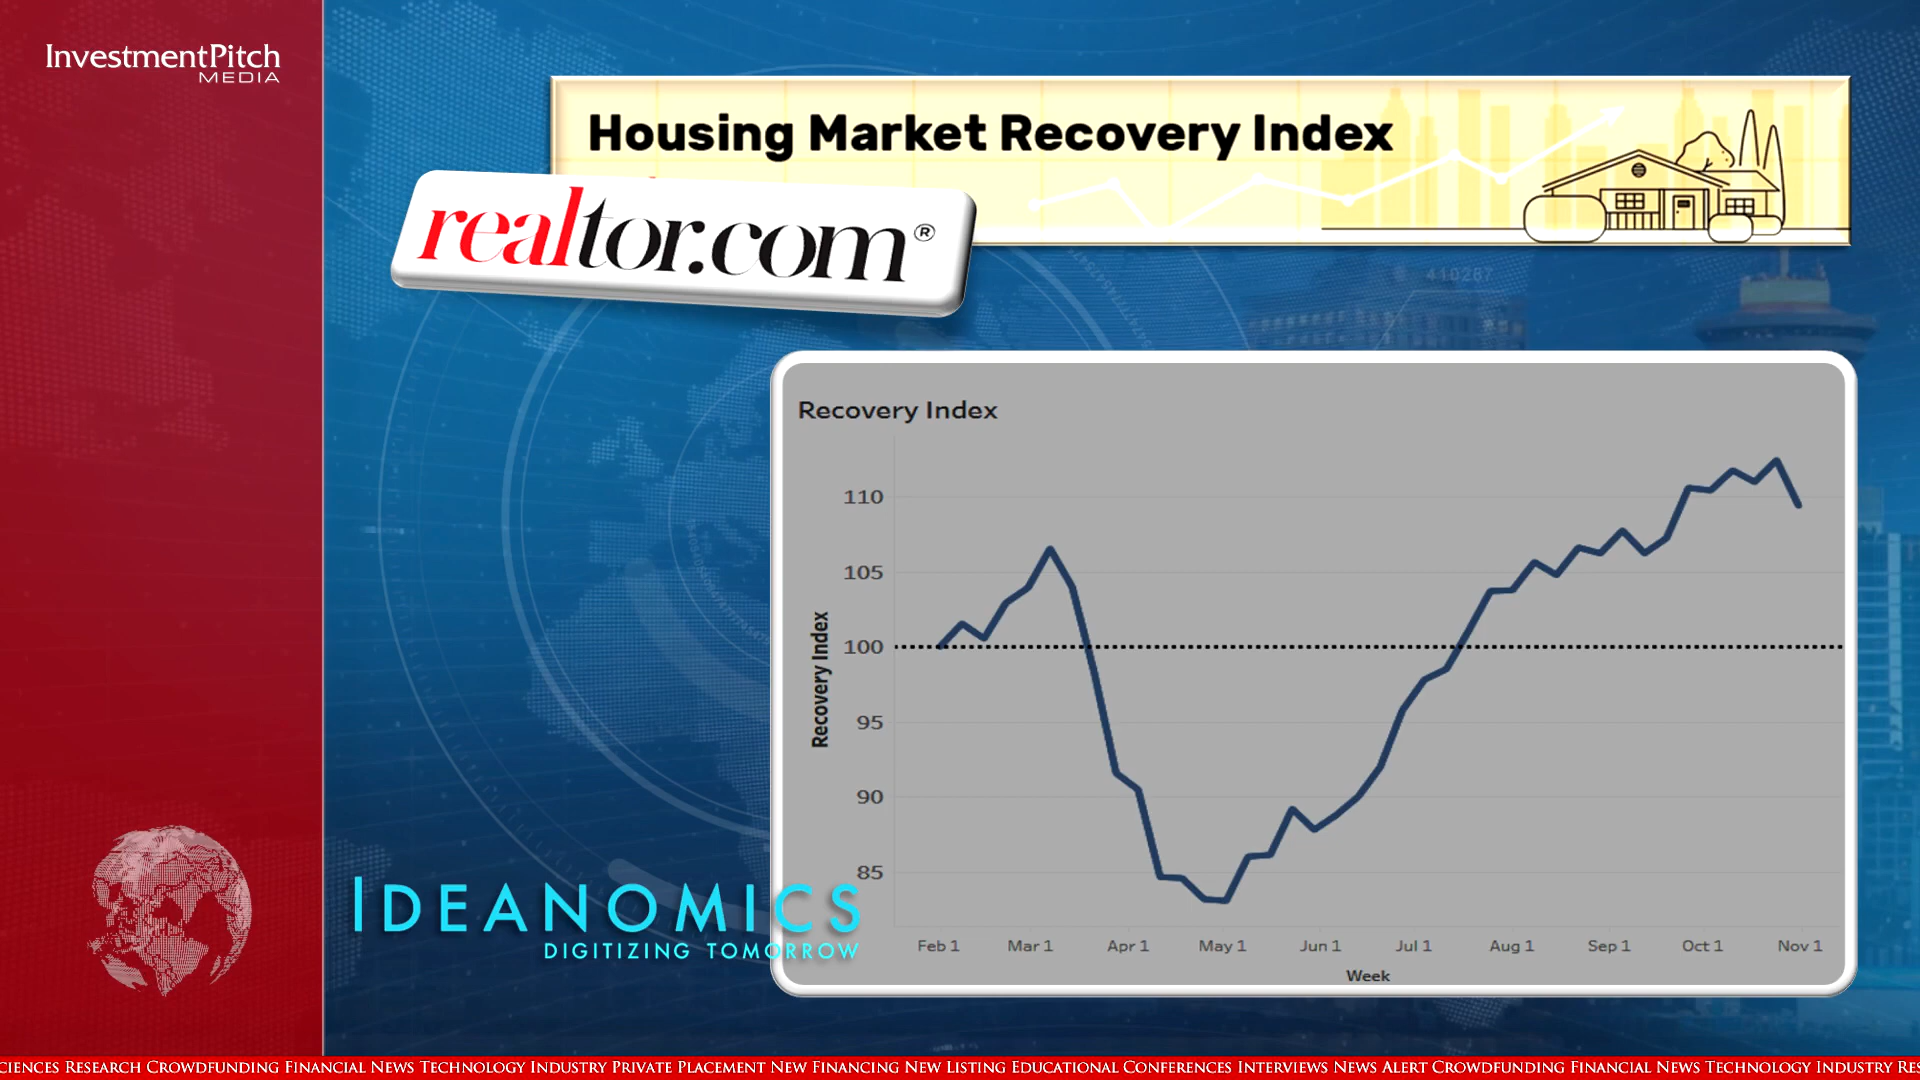 InvestmentPitch
MEDIA
Housing Market Recovery Index
realtor.com®
410287
Recovery Index
110
105
100
95
90
85
Recovery Index
Feb 1 Mar 1 Apr 1 May 1 Jun 1 Jul 1 Aug 1 Sep 1 Oct 1 Nov 1
Week
IDEANOMICS
DIGITIZING TOMORROW
CIENCES RESEARCH CROWDFUNDING FINANCIAL NEWS TECHNOLOGY INDUSTRY PRIVATE PLACEMENT NEW FINANCING NEW LISTING EDUCATIONAL CONFERENCES INTERVIEWS NEWS ALERT CROWDFUNDING FINANCIAL NEWS TECHNOLOGY INDUSTRY RES